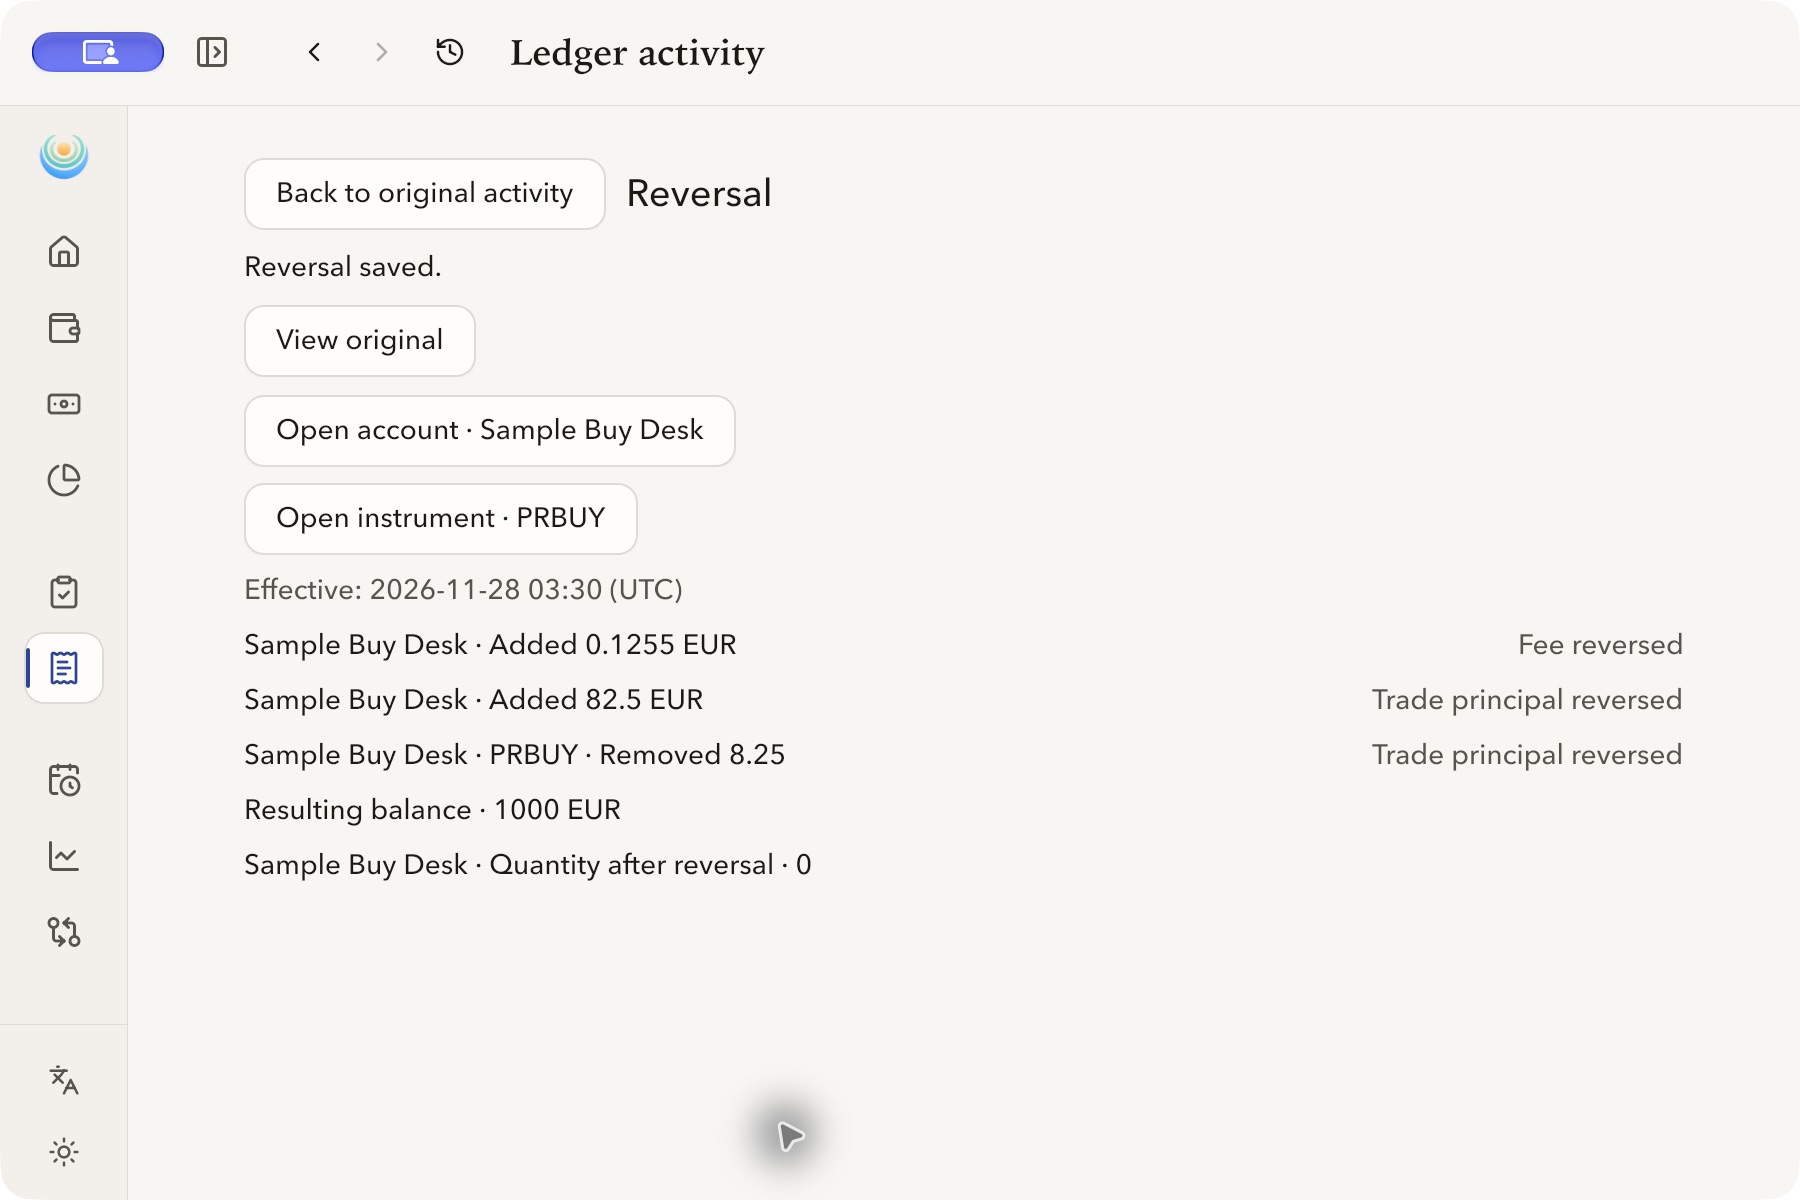 Ledger activity
Back to original activity
Reversal
Reversal saved.
View original
Open account · Sample Buy Desk
Open instrument · PRBUY
Effective: 2026-11-28 03:30 (UTC)
Sample Buy Desk · Added 0.1255 EUR
Fee reversed
Sample Buy Desk · Added 82.5 EUR
Trade principal reversed
Sample Buy Desk · PRBUY · Removed 8.25
Trade principal reversed
Resulting balance · 1000 EUR
Sample Buy Desk · Quantity after reversal · 0